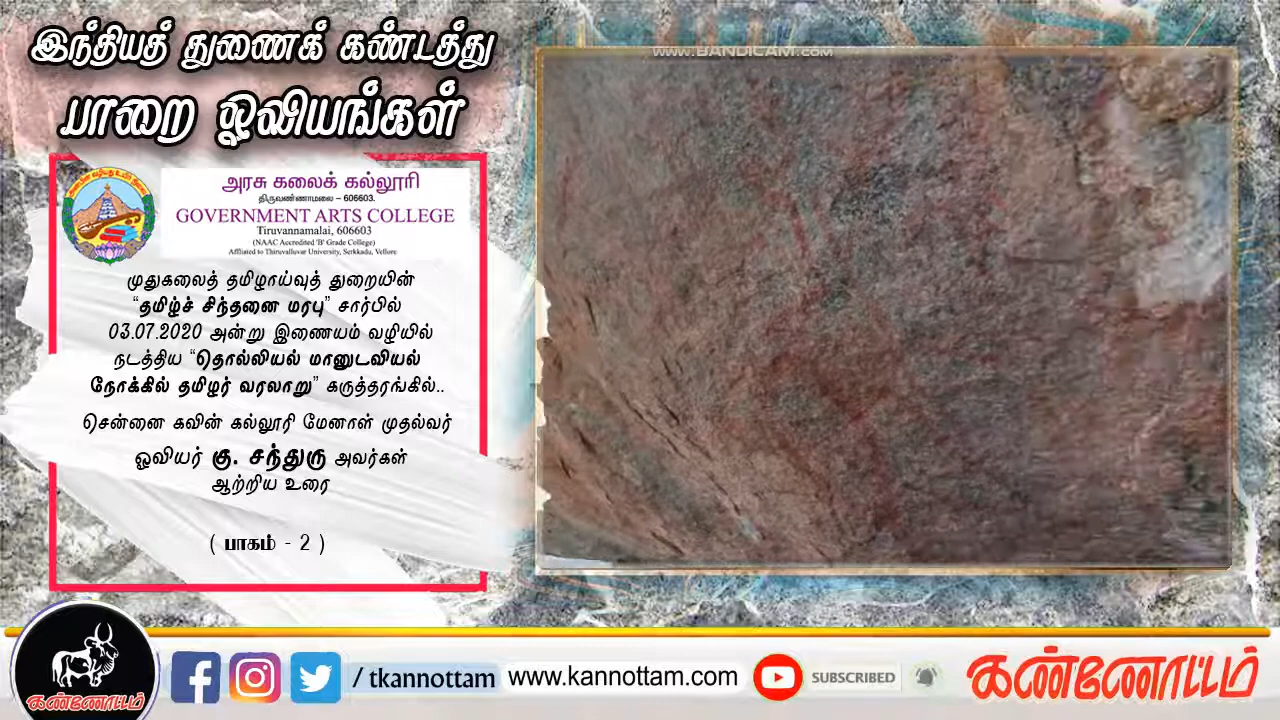 இந்தியத் துணைக் கண்டத்து
பாறை ஓவியங்கள்
WWW.BANDICAM.COM
அரசு கலைக் கல்லூரி
திருவண்ணாமலை – 606603.
GOVERNMENT ARTS COLLEGE
Tiruvannamalai, 606603
(NAAC Accredited 'B' Grade College)
Affliated to Thiruvalluvar University, Serkkadu, Vellore
முதுகலைத் தமிழாய்வுத் துறையின்
“தமிழ்ச் சிந்தனை மரபு” சார்பில்
03.07.2020 அன்று இணையம் வழியில்
நடத்திய “தொல்லியல் மானுடவியல்
நோக்கில் தமிழர் வரலாறு” கருத்தரங்கில்..
சென்னை கவின் கல்லூரி மேனாள் முதல்வர்
ஓவியர் கு. சந்துரு அவர்கள்
ஆற்றிய உரை
( பாகம் - 2 )
கண்ணோட்டம்
/tkannottam
www.kannottam.com
SUBSCRIBED
கண்ணோட்டம்